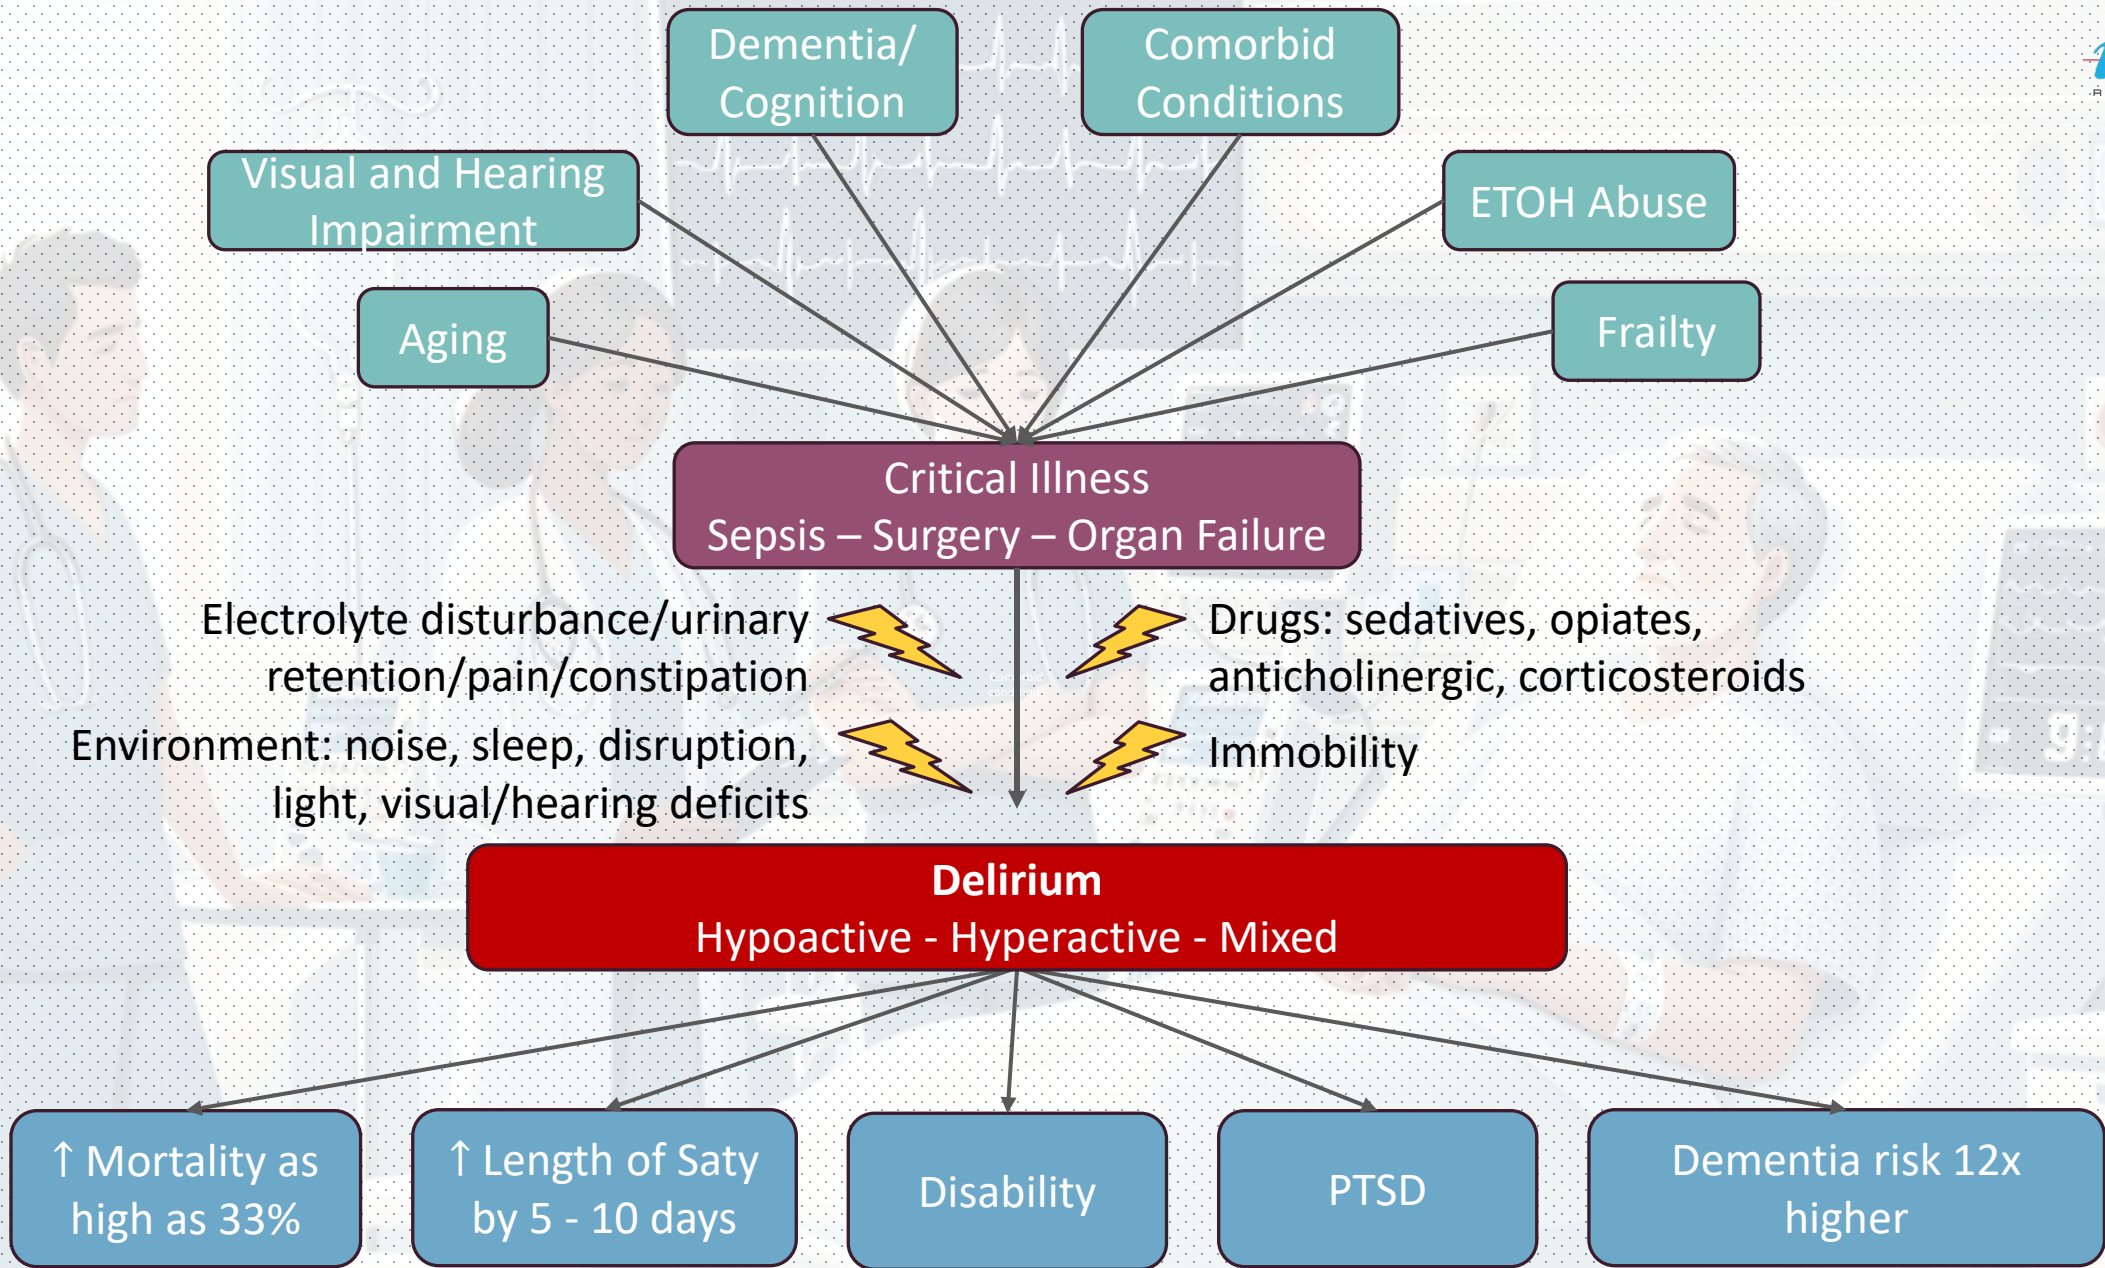 Dementia/
Cognition
Comorbid
Conditions
Visual and Hearing
Impairment
ETOH Abuse
Aging
Frailty
Critical Illness
Sepsis – Surgery – Organ Failure
Electrolyte disturbance/urinary
retention/pain/constipation
Drugs: sedatives, opiates,
anticholinergic, corticosteroids
Environment: noise, sleep, disruption,
light, visual/hearing deficits
Immobility
Delirium
Hypoactive - Hyperactive - Mixed
↑ Mortality as
high as 33%
↑ Length of Saty
by 5 - 10 days
Disability
PTSD
Dementia risk 12x
higher